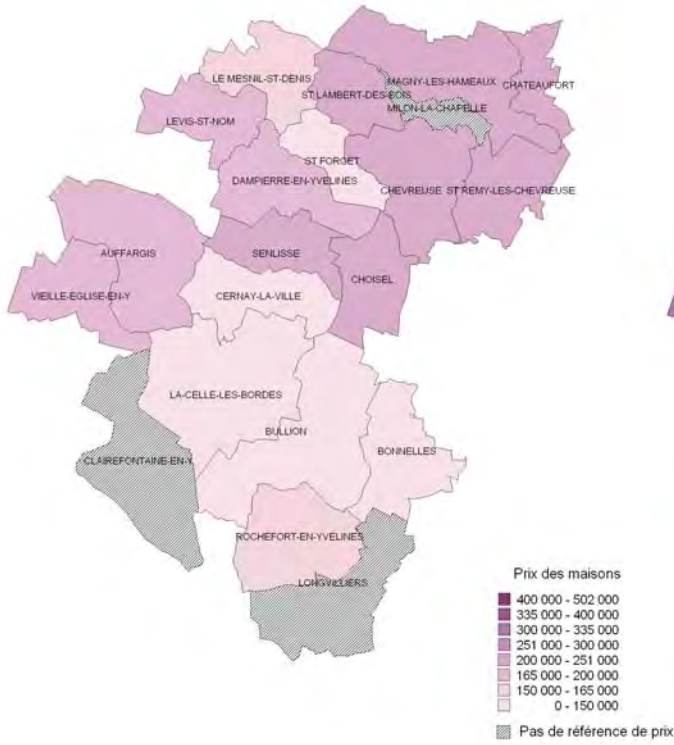 LE MESNIL-ST-DENIS
MAGNY-LES-HAMEAUX
CHATEAUFORT
ST LAMBERT-DES-BOIS
MILON-LA-CHAPELLE
LEVIS-ST-NOM
ST FORGET
DAMPIERRE-EN-YVELINES
CHEVREUSE
ST REMY-LES-CHEVREUSE
AUFFARGIS
SENLISSE
CHOISEL
VIEILLE-EGLISE-EN-Y
CERNAY-LA-VILLE
LA-CELLE-LES-BORDES
BULLION
BONNELLES
CLAIREFONTAINE-EN-Y
ROCHEFORT-EN-YVELINES
LONGVILLIERS
Prix des maisons
400 000 - 502 000
335 000 - 400 000
300 000 - 335 000
251 000 - 300 000
200 000 - 251 000
165 000 - 200 000
150 000 - 165 000
0 - 150 000
Pas de référence de prix